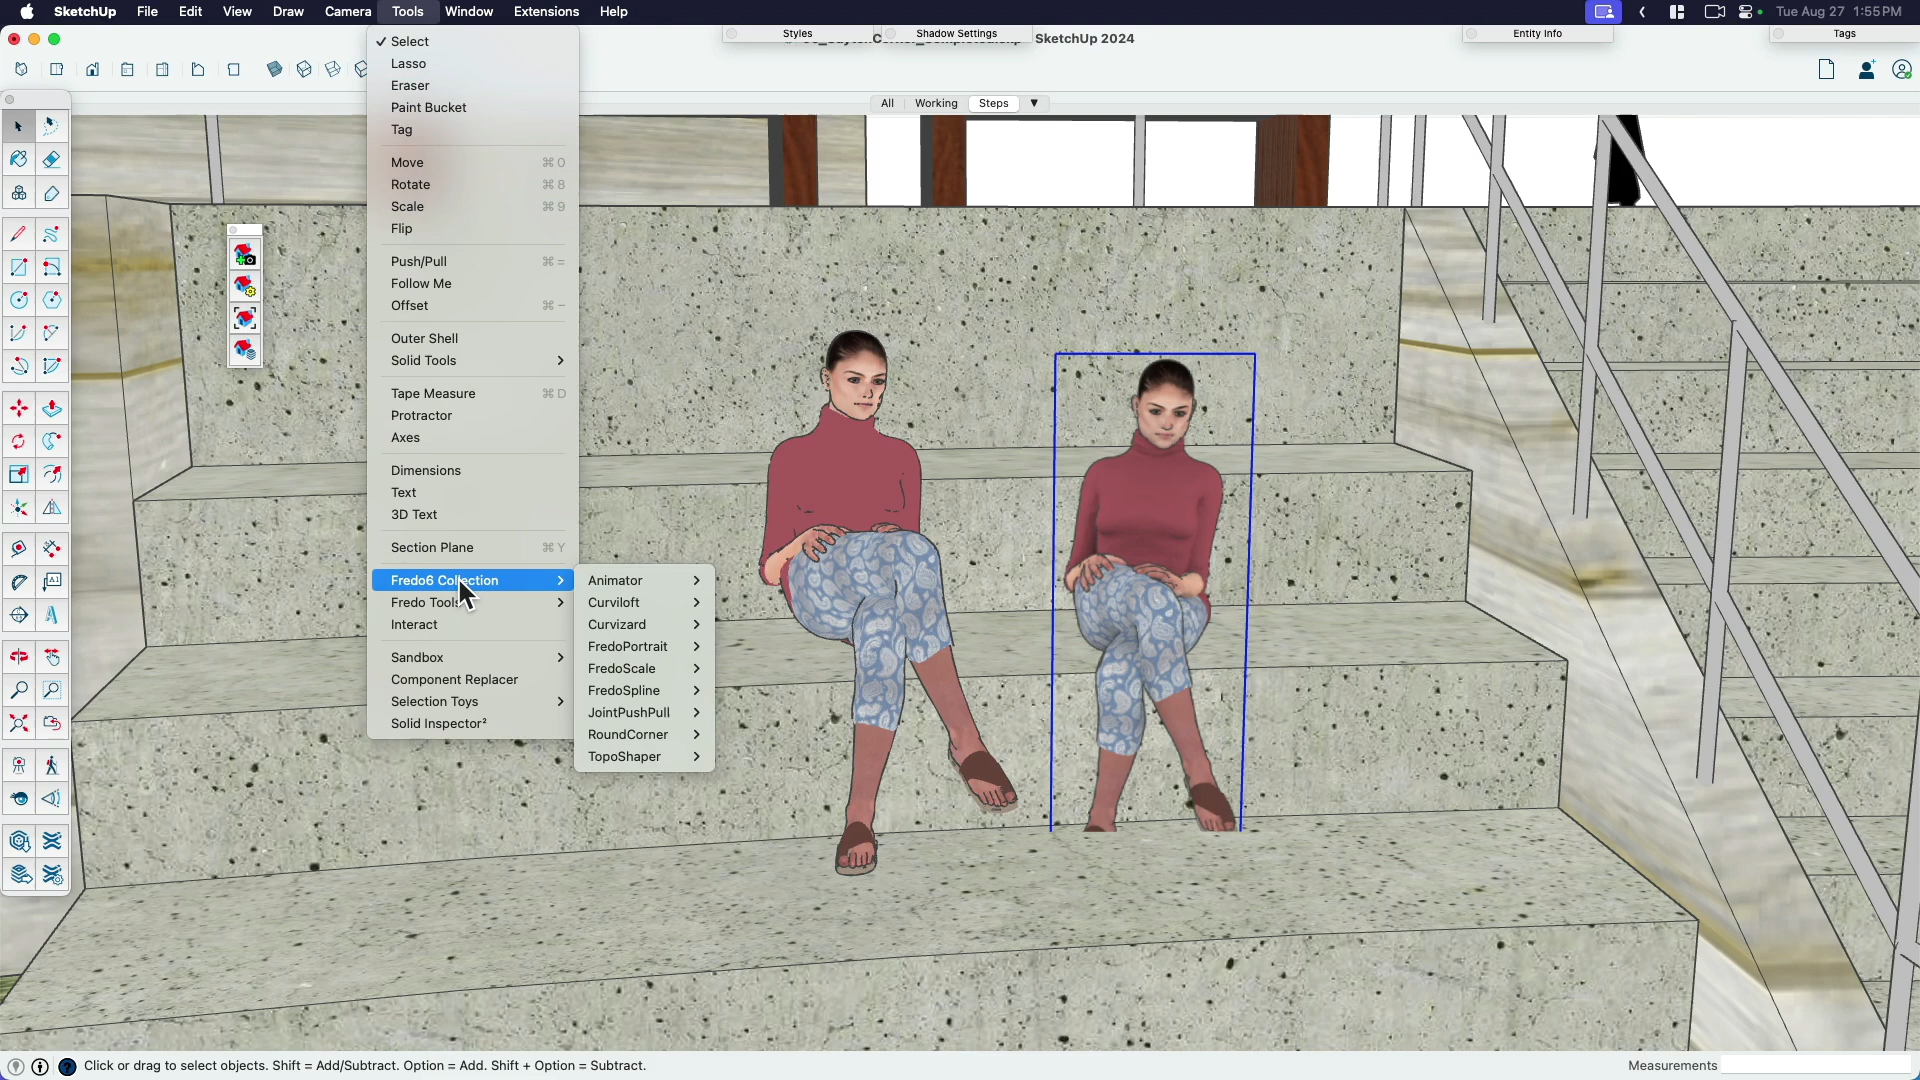 SketchUp File Edit View Draw Camera Tools Window Extensions Help Tue Aug 27 1:55PM
Styles Shadow Settings Entity Info Tags
SketchUp 2024
All Working Steps
Select
Lasso
Eraser
Paint Bucket
Tag
Move ⌘0
Rotate ⌘8
Scale ⌘9
Flip
Push/Pull ⌘=
Follow Me
Offset ⌘-
Outer Shell
Solid Tools
Tape Measure ⌘D
Protractor
Axes
Dimensions
Text
3D Text
Section Plane ⌘Y
Fredo6 Collection
Fredo Tools
Interact
Sandbox
Component Replacer
Selection Toys
Solid Inspector²
Animator
Curviloft
Curvizard
FredoPortrait
FredoScale
FredoSpline
JointPushPull
RoundCorner
TopoShaper
A1
Click or drag to select objects. Shift = Add/Subtract. Option = Add. Shift + Option = Subtract.
Measurements